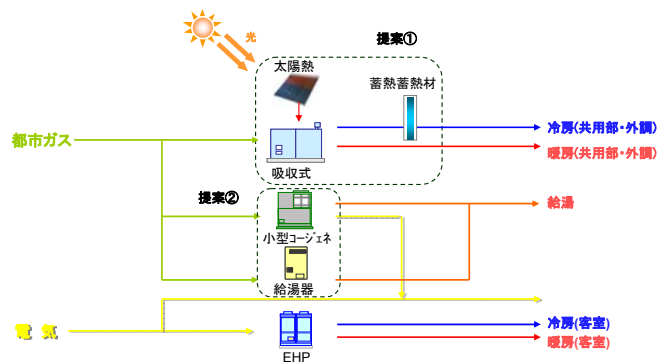 提案①
光
太陽熱
蓄熱蓄熱材
冷房(共用部・外調)
都市ガス
暖房(共用部・外調)
吸収式
提案②
給湯
小型コージェネ
給湯器
電 気
冷房(客室)
暖房(客室)
EHP